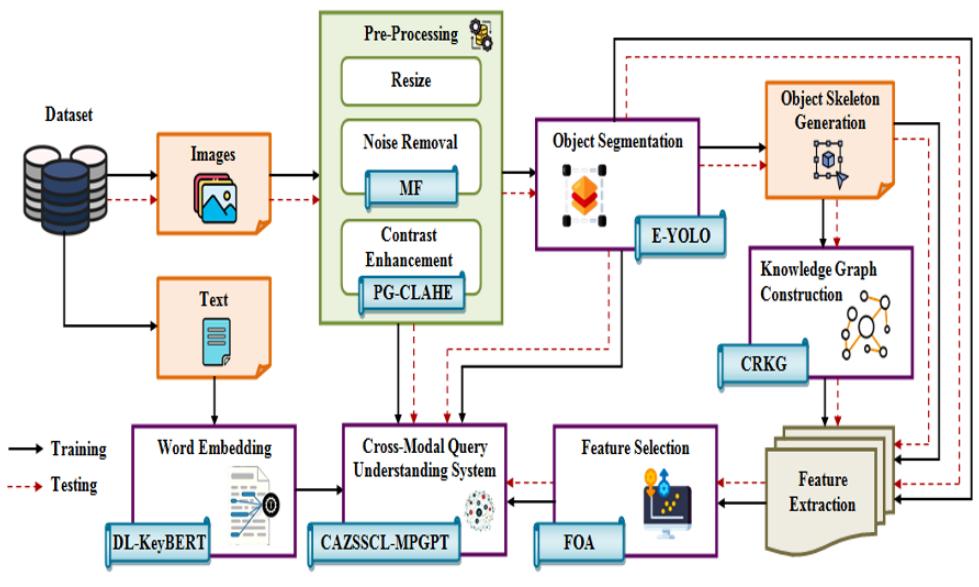 Pre-Processing
Resize
Noise Removal
MF
Contrast
Enhancement
PG-CLAHE
Dataset
Images
Text
Object Segmentation
E-YOLO
Object Skeleton
Generation
Knowledge Graph
Construction
CRKG
Training
Testing
Word Embedding
DL-KeyBERT
Cross-Modal Query
Understanding System
CAZSSCL-MPGPT
Feature Selection
FOA
Feature
Extraction